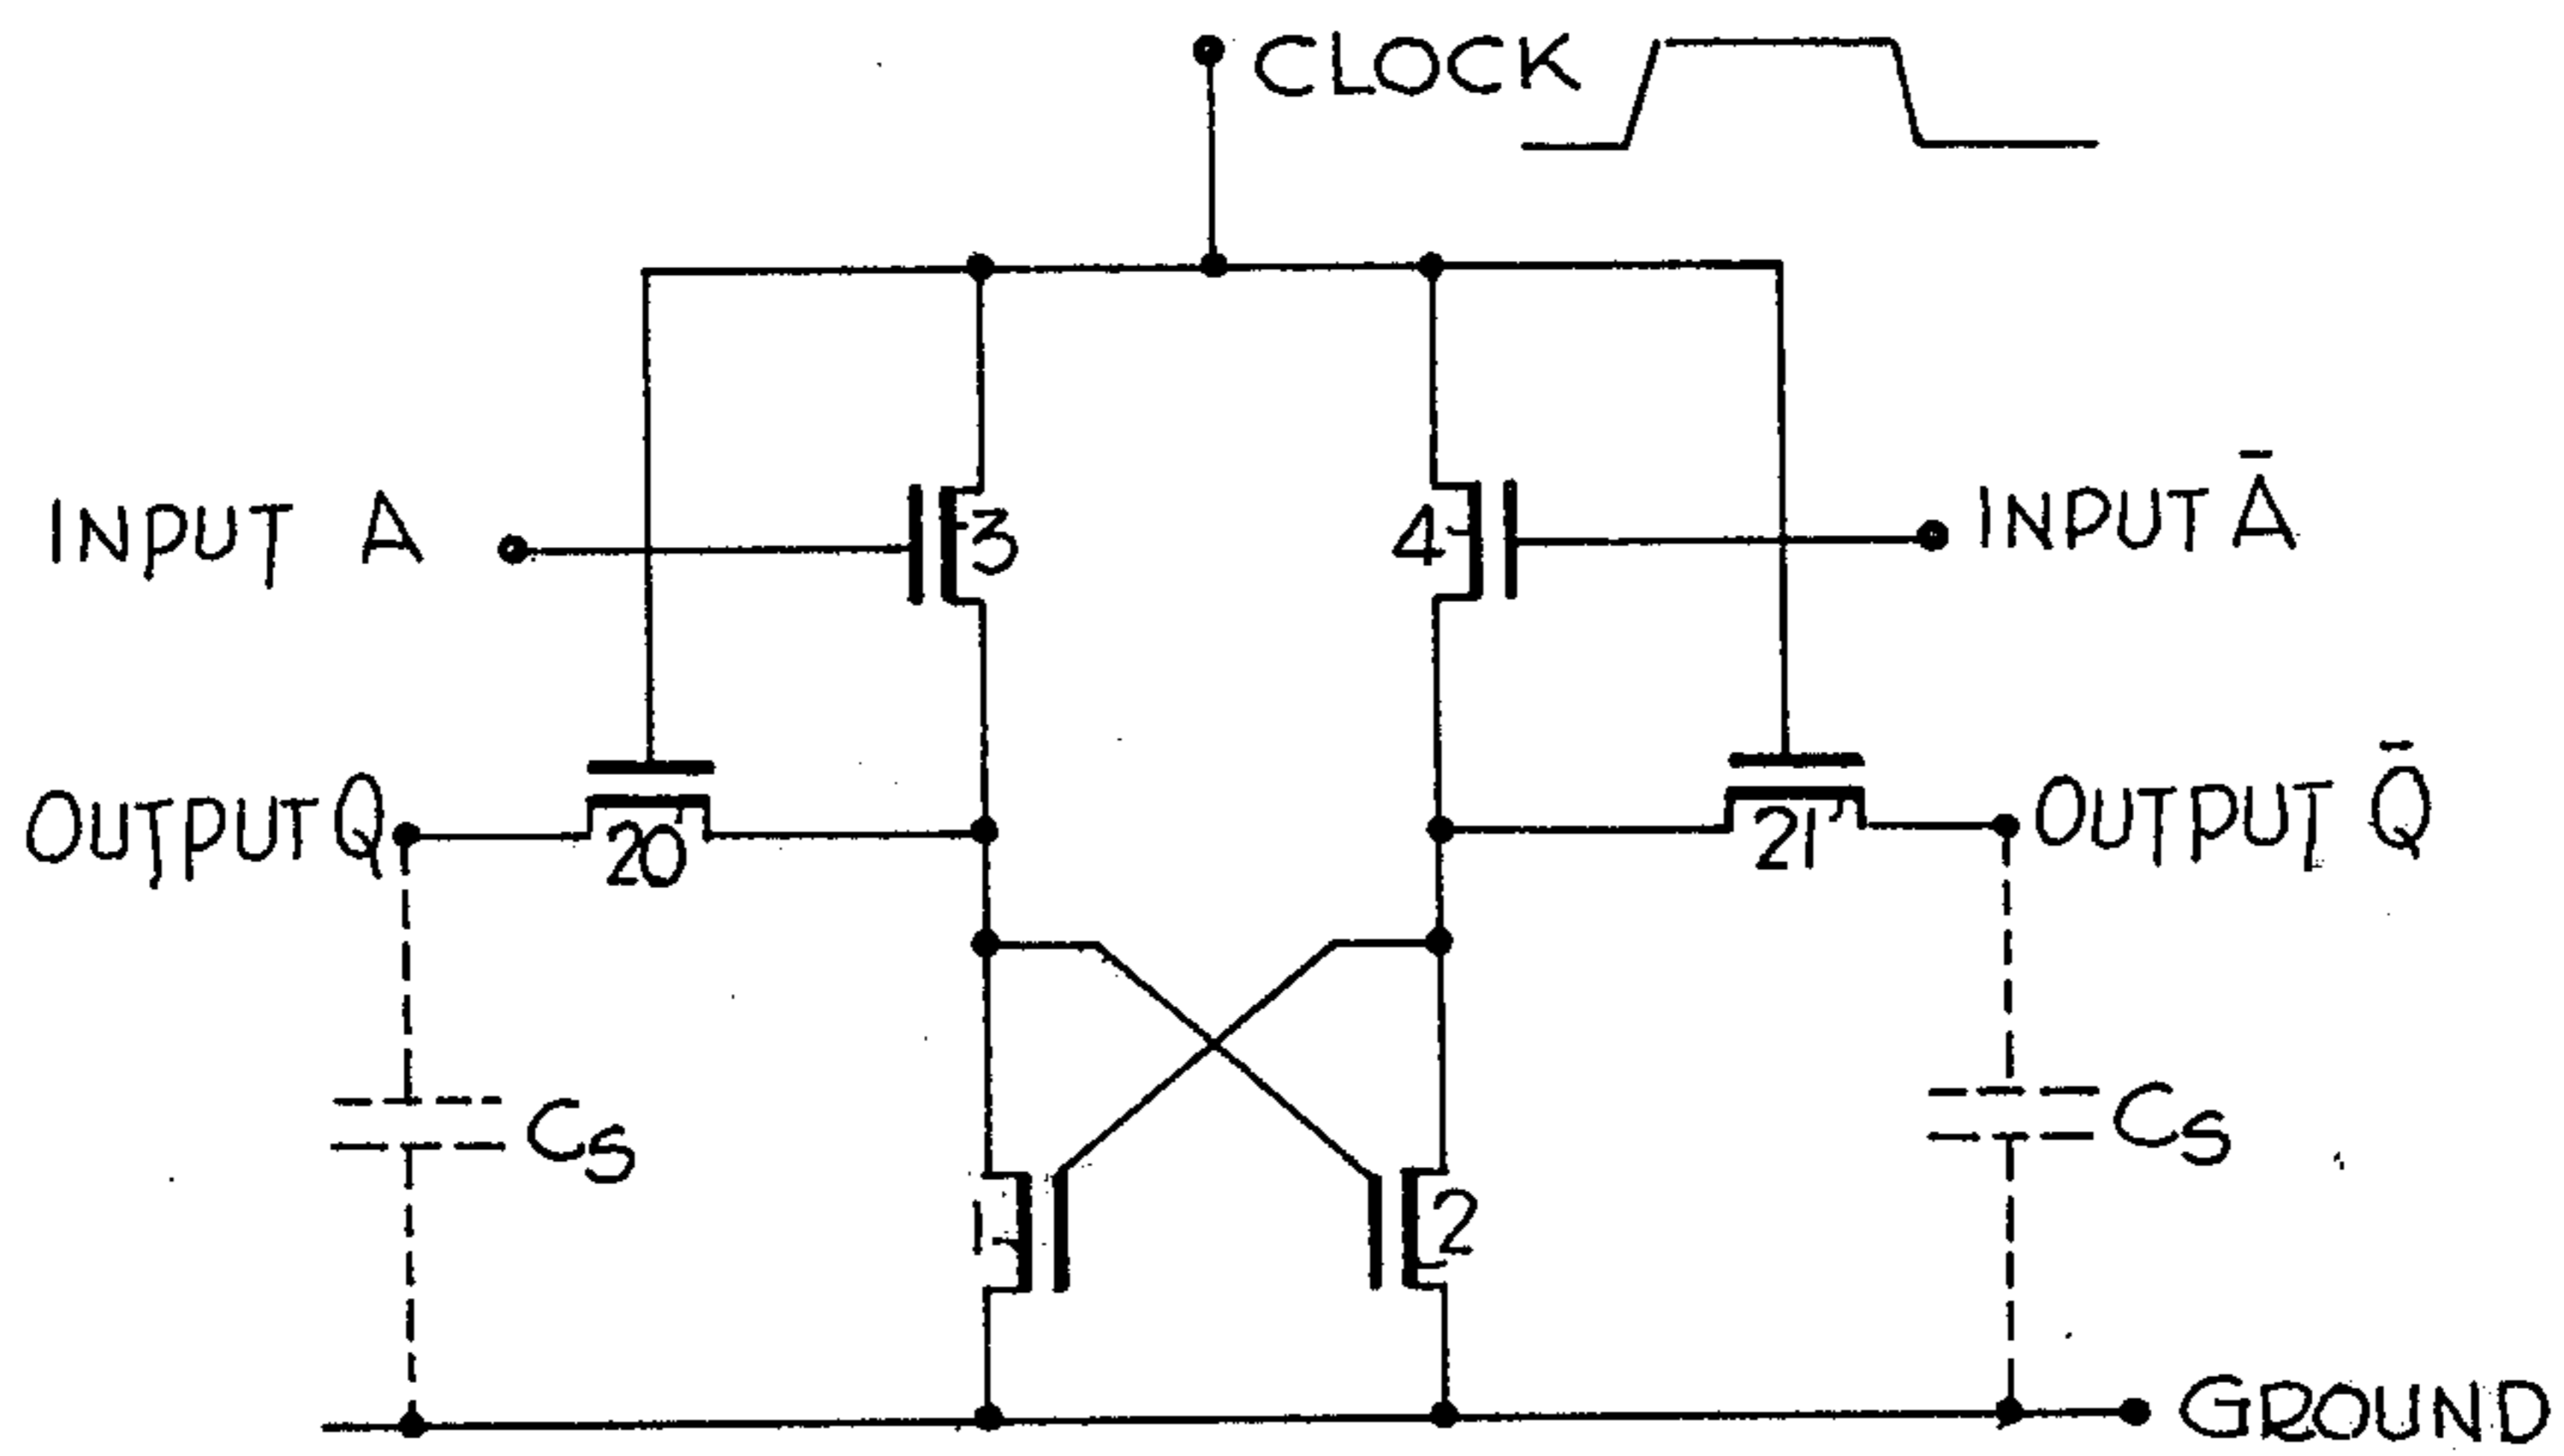 CLOCK
INPUT A
3
4
INPUT Ā
OUTPUT Q
20
21
OUTPUT Q̄
CS
CS
1
2
GROUND